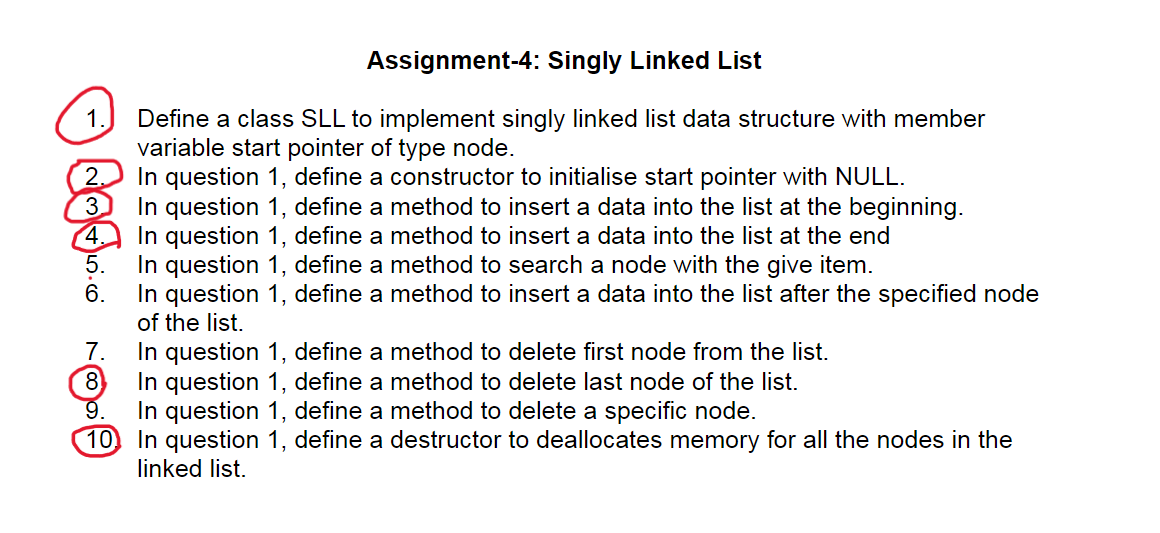 Assignment-4: Singly Linked List
1. Define a class SLL to implement singly linked list data structure with member
variable start pointer of type node.
2. In question 1, define a constructor to initialise start pointer with NULL.
3. In question 1, define a method to insert a data into the list at the beginning.
4. In question 1, define a method to insert a data into the list at the end
5. In question 1, define a method to search a node with the give item.
6. In question 1, define a method to insert a data into the list after the specified node
of the list.
7. In question 1, define a method to delete first node from the list.
8. In question 1, define a method to delete last node of the list.
9. In question 1, define a method to delete a specific node.
10. In question 1, define a destructor to deallocates memory for all the nodes in the
linked list.